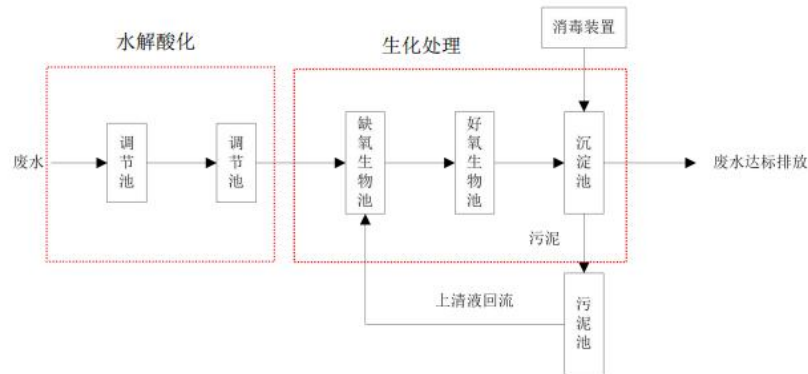 消毒装置
水解酸化
生化处理
废水
调节池
调节池
缺氧生物池
好氧生物池
沉淀池
废水达标排放
污泥
上清液回流
污泥池